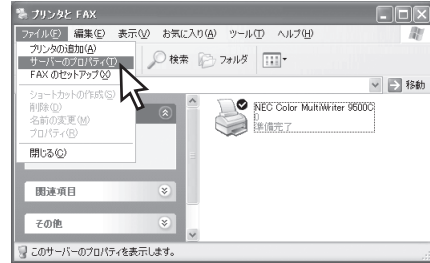 プリンタと FAX
ファイル(F) 編集(E) 表示(V) お気に入り(A) ツール(T) ヘルプ(H)
プリンタの追加(A)
サーバーのプロパティ(T)
FAX のセットアップ(X)
ショートカットの作成(S)
削除(D)
名前の変更(M)
プロパティ(R)
閉じる(C)
検索 フォルダ
移動
NEC Color MultiWriter 9600C
0
準備完了
関連項目
その他
このサーバーのプロパティを表示します。